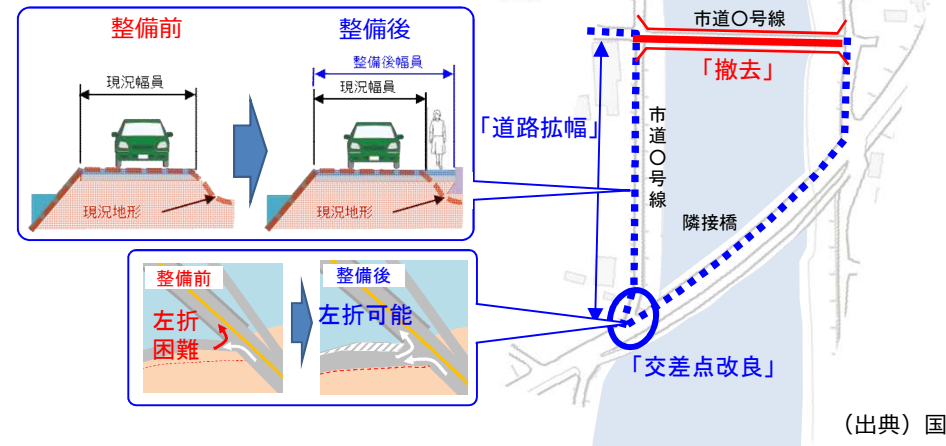 整備前
整備後
整備後幅員
現況幅員
現況幅員
現況地形
現況地形
整備前
左折
困難
整備後
左折可能
市道〇号線
「撤去」
「道路拡幅」
市道〇号線
隣接橋
「交差点改良」
（出典）国